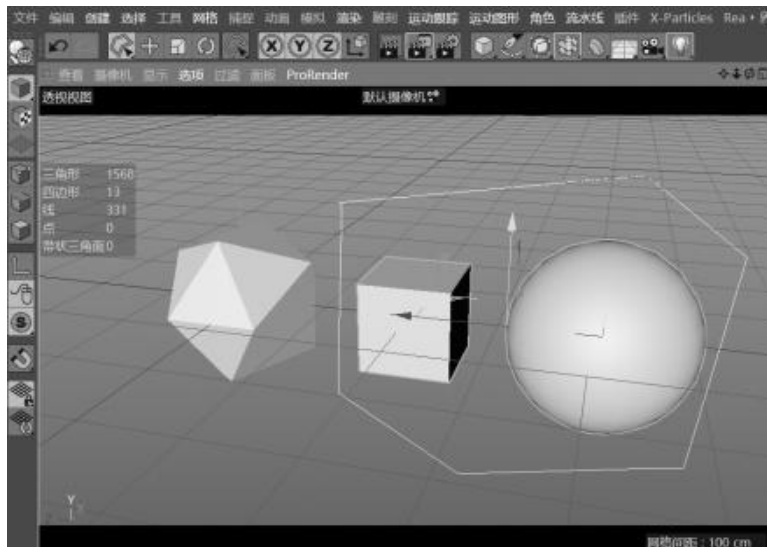 文件 编辑 创建 选择 工具 网格 捕捉 动画 模拟 渲染 雕刻 运动跟踪 运动图形 角色 流水线 插件 X-Particles Rea
X Y Z
查看 摄像机 显示 选项 过滤 面板 ProRender
透视视图 默认摄像机
三角形 1568
四边形 13
线 331
点 0
带状三角面 0
S
Y
网格间距 : 100 cm